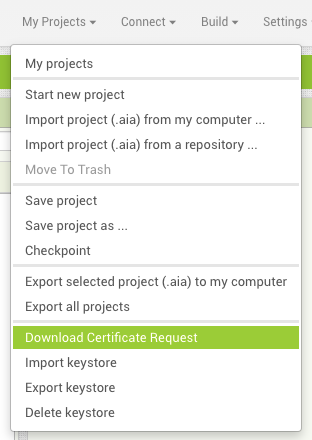 My Projects Connect Build Settings
My projects
Start new project
Import project (.aia) from my computer ...
Import project (.aia) from a repository ...
Move To Trash
Save project
Save project as ...
Checkpoint
Export selected project (.aia) to my computer
Export all projects
Download Certificate Request
Import keystore
Export keystore
Delete keystore